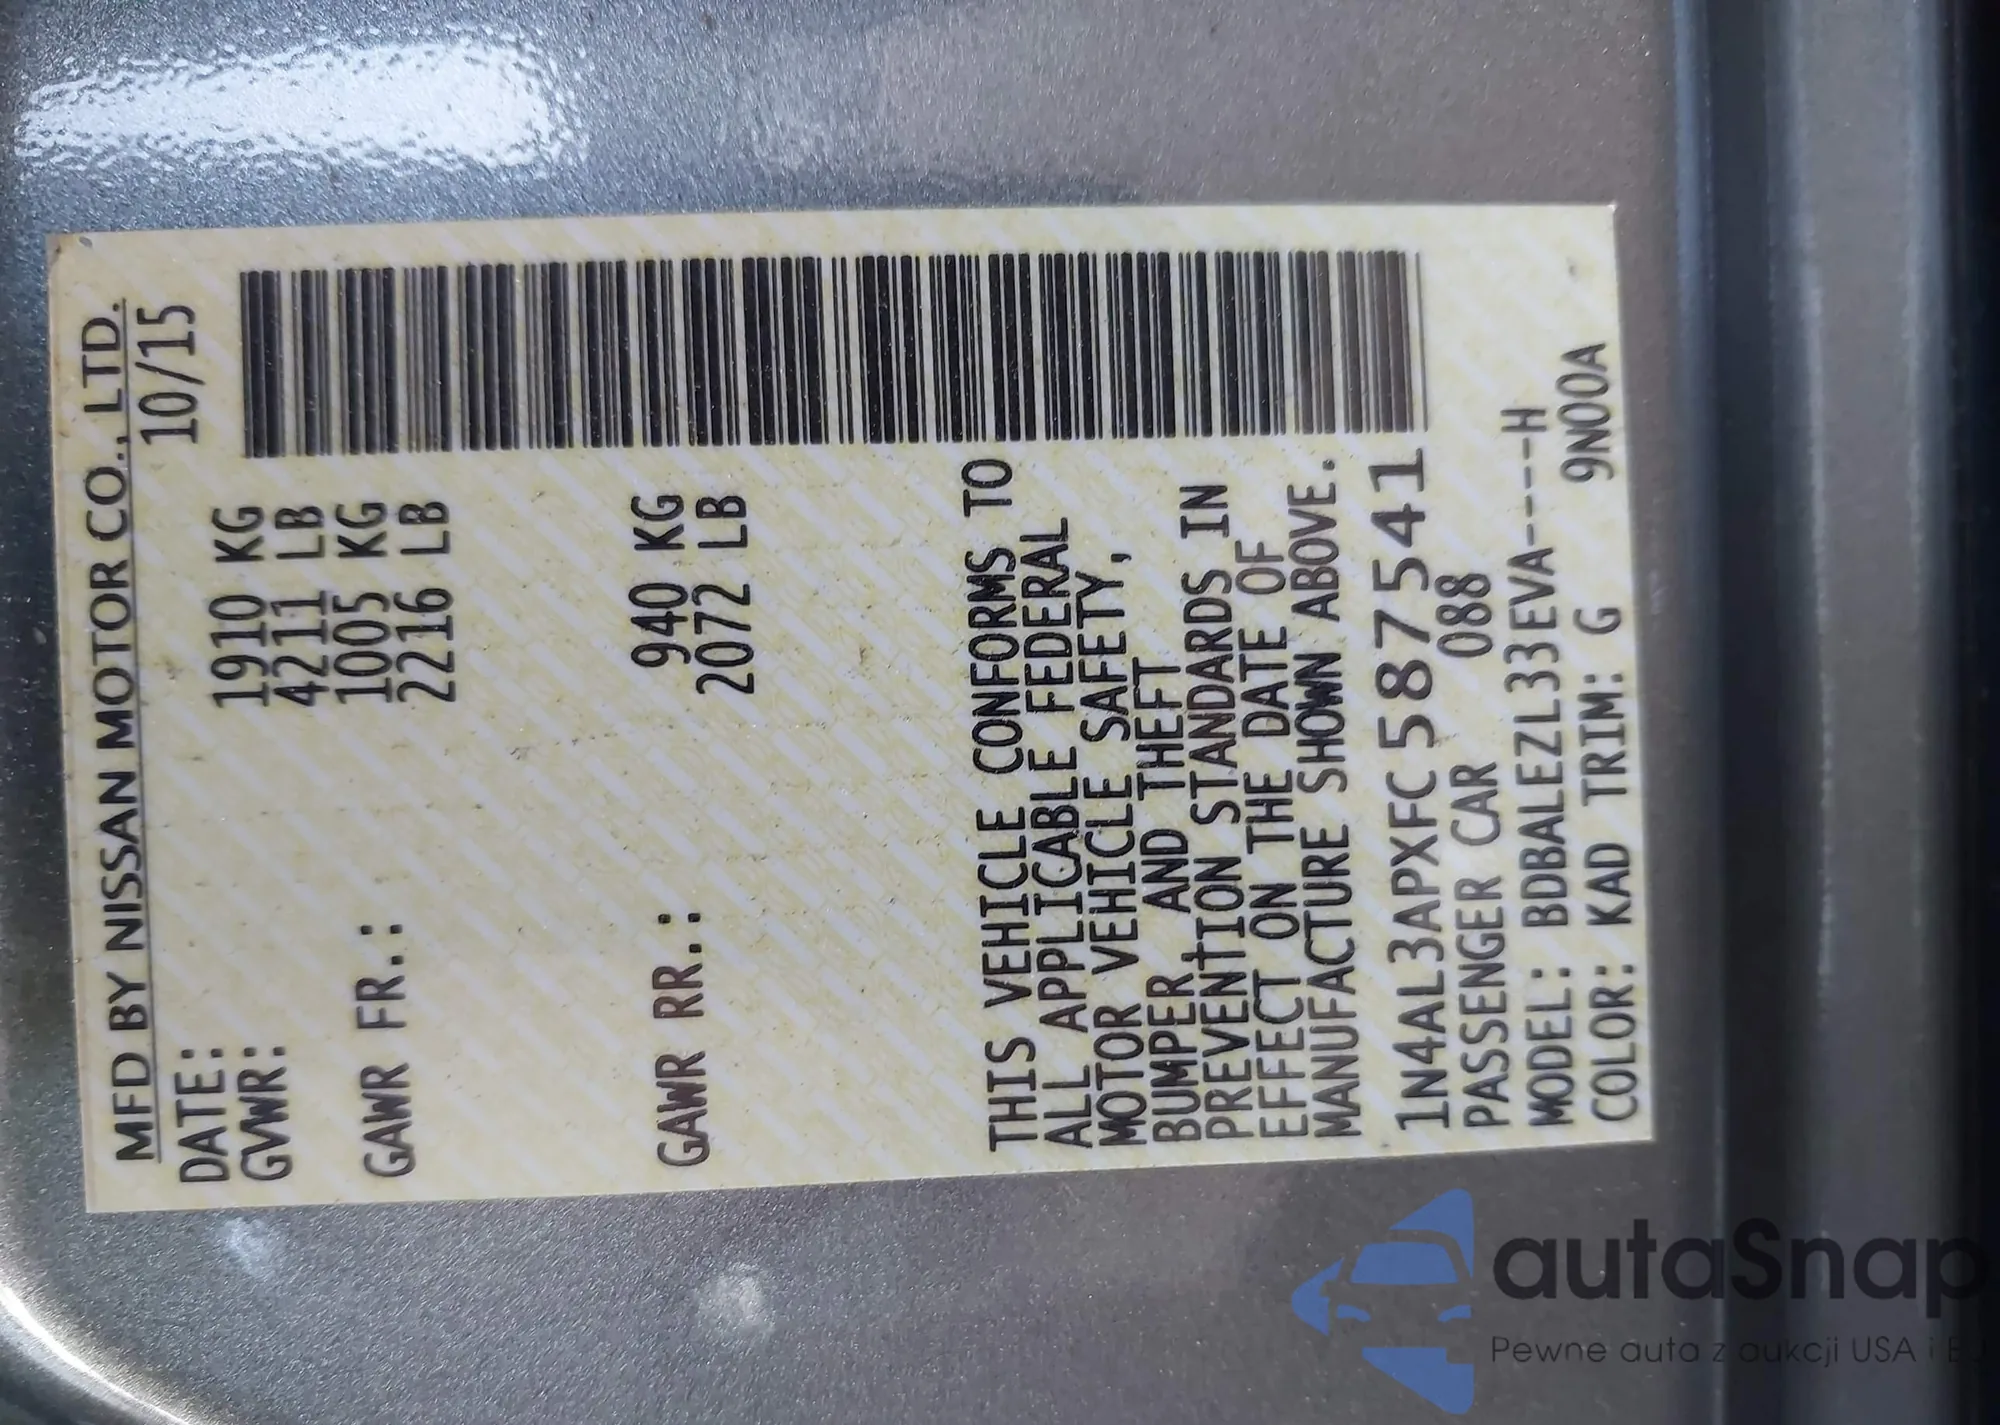 MFD BY NISSAN MOTOR CO., LTD.
DATE: 10/15
GVWR: 1910 KG
4211 LB
GAWR FR.: 1005 KG
2216 LB
GAWR RR.: 940 KG
2072 LB
THIS VEHICLE CONFORMS TO
ALL APPLICABLE FEDERAL
MOTOR VEHICLE SAFETY,
BUMPER AND THEFT
PREVENTION STANDARDS IN
EFFECT ON THE DATE OF
MANUFACTURE SHOWN ABOVE.
1N4AL3APXFC587541
PASSENGER CAR 088
MODEL: BDBALEZL33EVA----H
COLOR: KAD TRIM: G 9N00A
autaSnap
Pewne auta z aukcji USA i EU